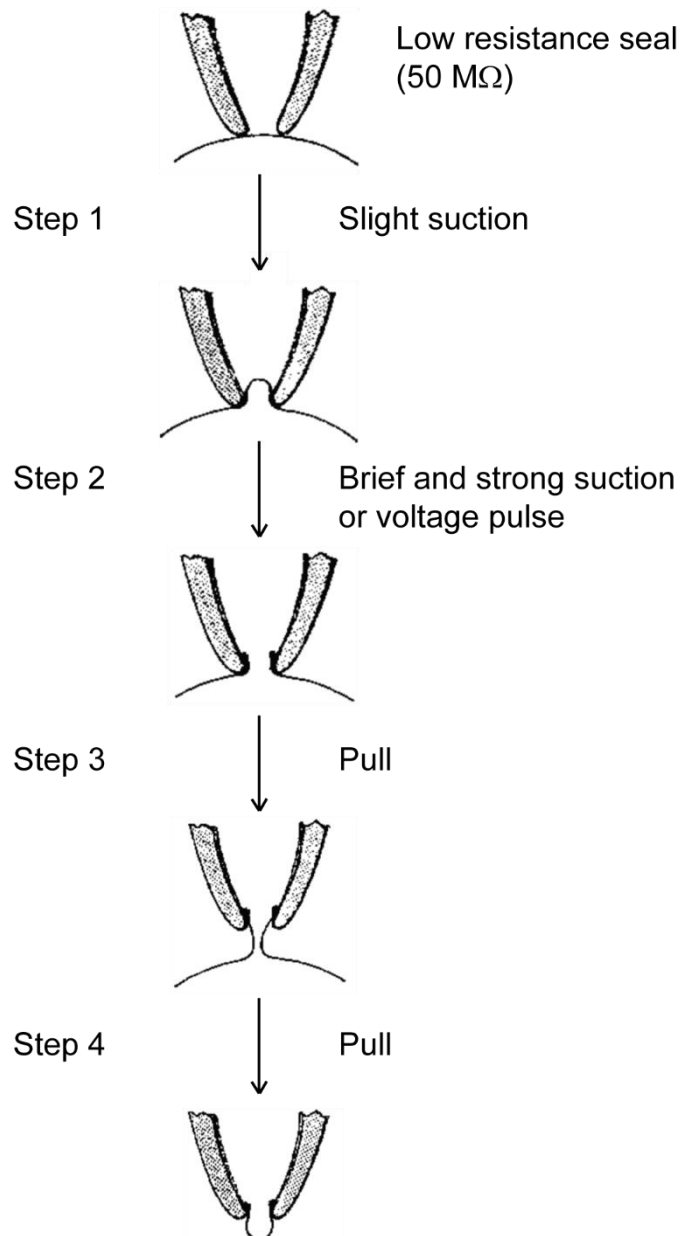 Low resistance seal
(50 MΩ)
Step 1
Slight suction
Step 2
Brief and strong suction
or voltage pulse
Step 3
Pull
Step 4
Pull